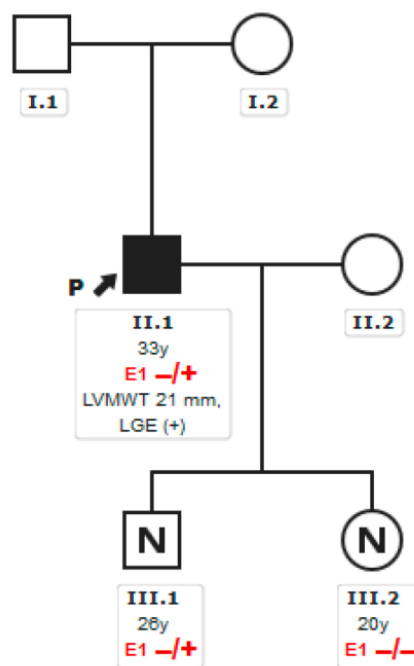 I.1 I.2
P
II.1 II.2
33y
E1 –/+
LVMWT 21 mm,
LGE (+)
N N
III.1 III.2
26y 20y
E1 –/+ E1 –/–